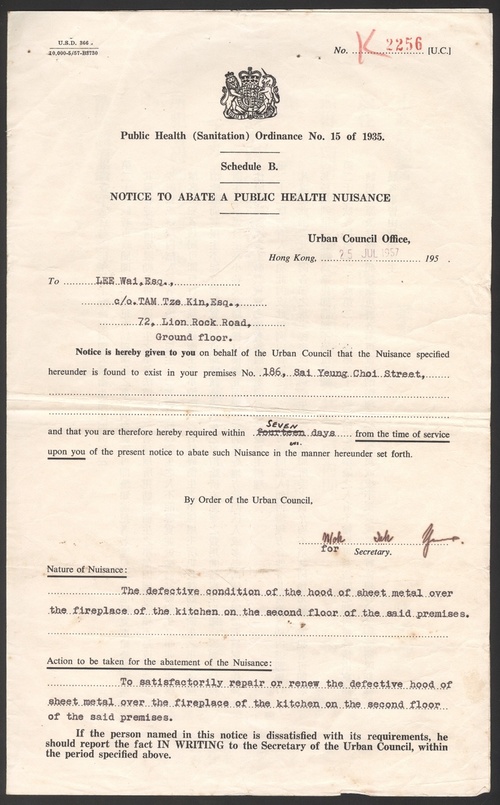 U.S.D. 366.
10,000-5/57-B5730
No. K 2256 [U.C.]
Public Health (Sanitation) Ordinance No. 15 of 1935.
Schedule B.
NOTICE TO ABATE A PUBLIC HEALTH NUISANCE
Urban Council Office,
Hong Kong, 25 JUL 1957 195 .
To LEE Wai,Esq.,
c/o.TAM Tze Kin,Esq.,
72, Lion Rock Road,
Ground floor.
Notice is hereby given to you on behalf of the Urban Council that the Nuisance specified
hereunder is found to exist in your premises No. 186, Sai Yeung Choi Street,
SEVEN
and that you are therefore hereby required within fourteen days from the time of service
upon you of the present notice to abate such Nuisance in the manner hereunder set forth.
By Order of the Urban Council,
Mok
for Secretary.
Nature of Nuisance:
The defective condition of the hood of sheet metal over
the fireplace of the kitchen on the second floor of the said premises.
Action to be taken for the abatement of the Nuisance:
To satisfactorily repair or renew the defective hood of
sheet metal over the fireplace of the kitchen on the second floor
of the said premises.
If the person named in this notice is dissatisfied with its requirements, he
should report the fact IN WRITING to the Secretary of the Urban Council, within
the period specified above.